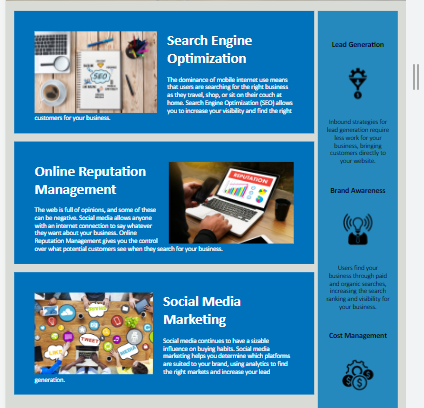 Search Engine
Optimization
The dominance of mobile internet use means
that users are searching for the right business
as they travel, shop, or sit on their couch at
home. Search Engine Optimization (SEO) allows
you to increase your visibility and find the right
customers for your business.
SEO
Online Reputation
Management
The web is full of opinions, and some of these
can be negative. Social media allows anyone
with an internet connection to say whatever
they want about your business. Online
Reputation Management gives you the control
over what potential customers see when they search for your business.
REPUTATION
Social Media
Marketing
Social media continues to have a sizable
influence on buying habits. Social media
marketing helps you determine which platforms
are suited to your brand, using analytics to find
the right markets and increase your lead
generation.
TWEET
LIKE
Lead Generation
Inbound strategies for
lead generation require
less work for your
business, bringing
customers directly to
your website.
Brand Awareness
Users find your
business through paid
and organic searches,
increasing the search
ranking and visibility for
your business.
Cost Management